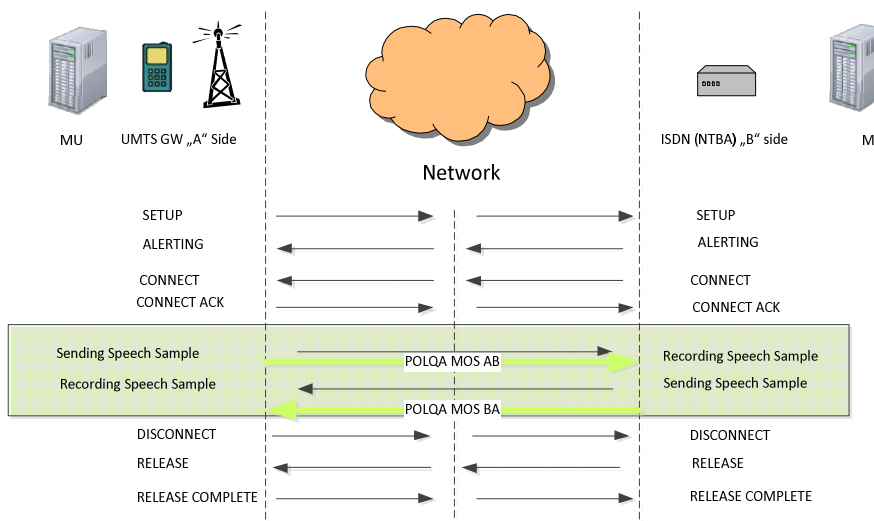 MU
UMTS GW „A“ Side
ISDN (NTBA) „B“ side
M
Network
SETUP
SETUP
ALERTING
ALERTING
CONNECT
CONNECT
CONNECT ACK
CONNECT ACK
Sending Speech Sample
Recording Speech Sample
POLQA MOS AB
Recording Speech Sample
Sending Speech Sample
POLQA MOS BA
DISCONNECT
DISCONNECT
RELEASE
RELEASE
RELEASE COMPLETE
RELEASE COMPLETE